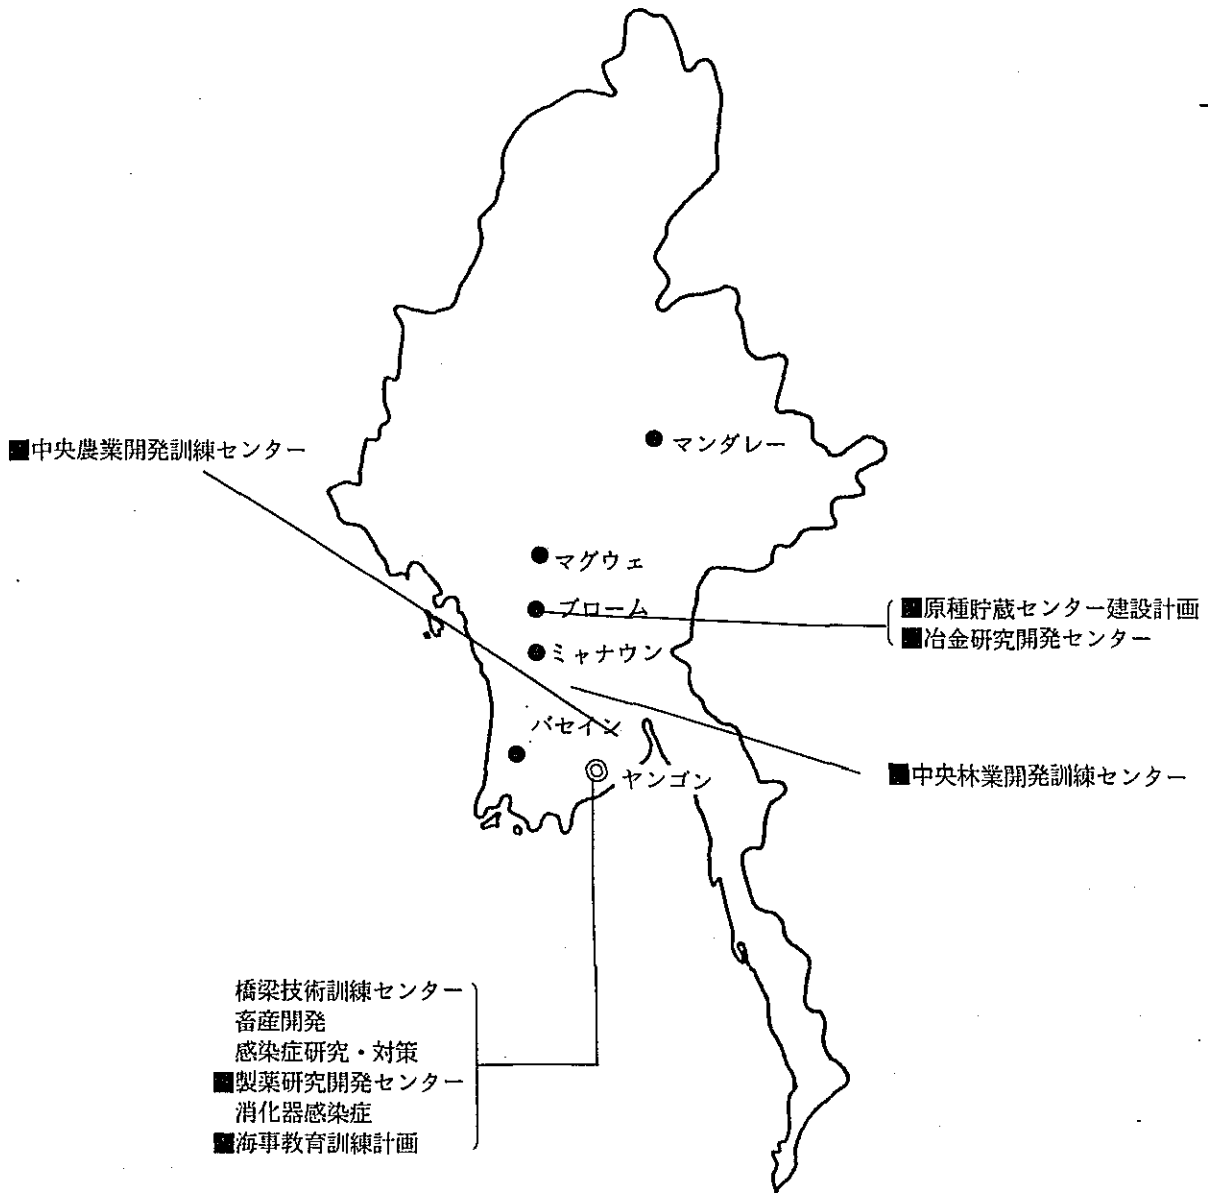 ■中央農業開発訓練センター
マンダレー
マグウェ
プローム
ミャナウン
バセイン
ヤンゴン
■原種貯蔵センター建設計画
■冶金研究開発センター
■中央林業開発訓練センター
橋梁技術訓練センター
畜産開発
感染症研究・対策
■製薬研究開発センター
消化器感染症
■海事教育訓練計画